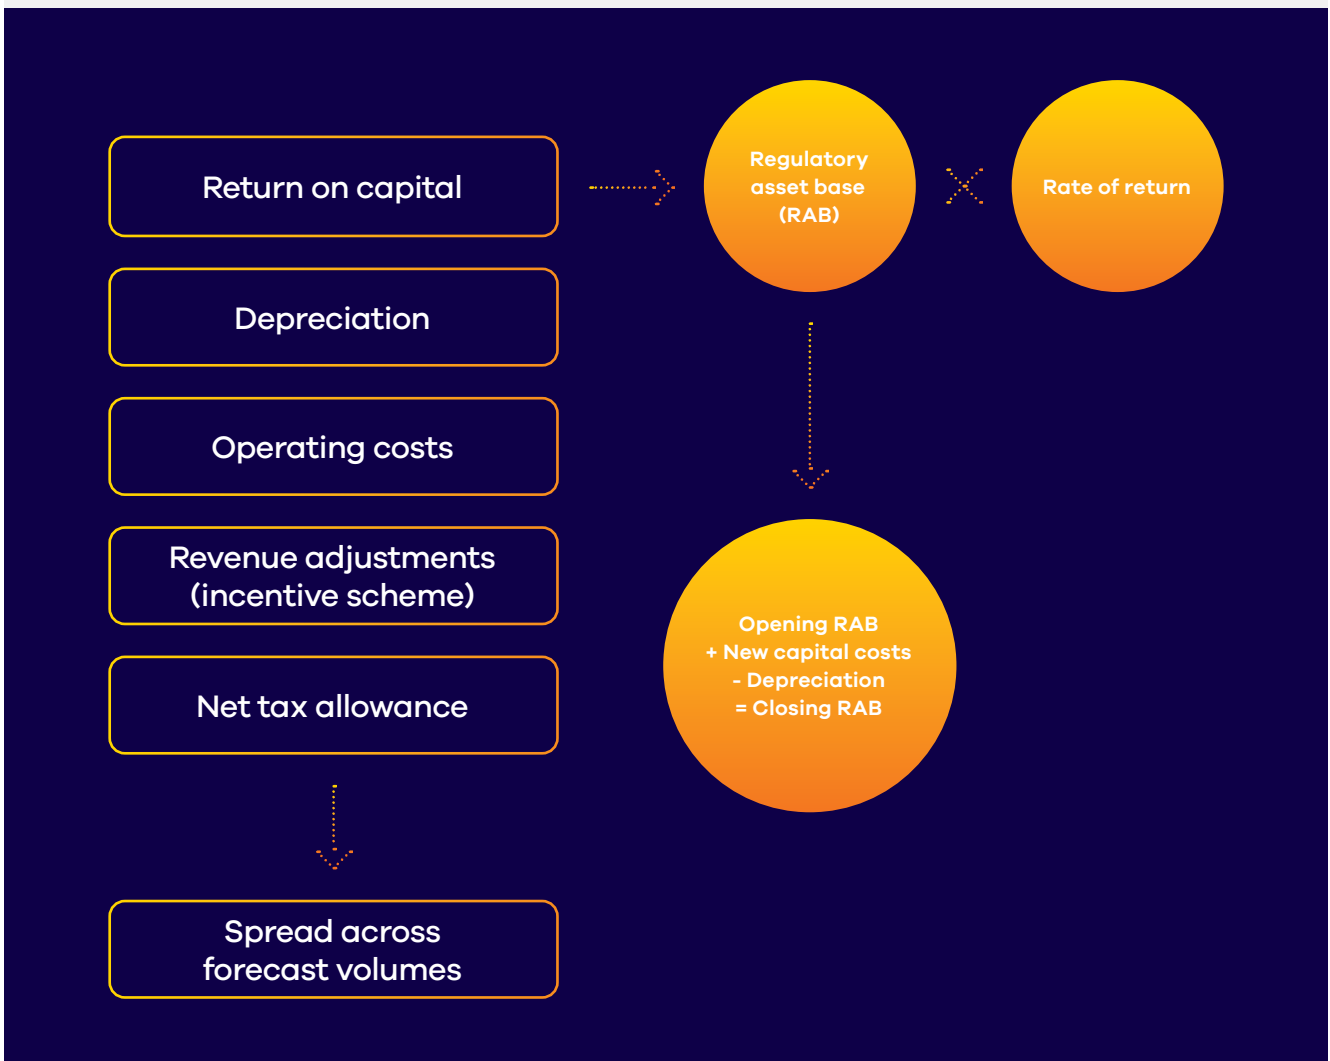 Return on capital
Regulatory
asset base
(RAB)
Rate of return
Depreciation
Operating costs
Revenue adjustments
(incentive scheme)
Net tax allowance
Opening RAB
+ New capital costs
- Depreciation
= Closing RAB
Spread across
forecast volumes